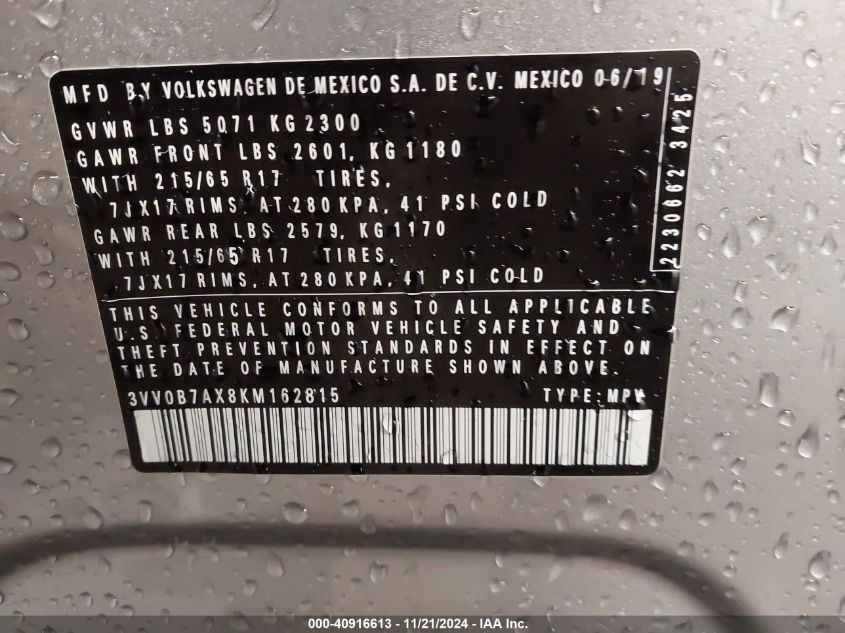 MFD BY VOLKSWAGEN DE MEXICO S.A. DE C.V. MEXICO 06/19
GVWR LBS 5071 KG 2300
GAWR FRONT LBS 2601, KG 1180
WITH 215/65 R17 TIRES,
7JX17 RIMS, AT 280 KPA, 41 PSI COLD
GAWR REAR LBS 2579, KG 1170
WITH 215/65 R17 TIRES,
7JX17 RIMS, AT 280 KPA, 41 PSI COLD
2230662 3425
THIS VEHICLE CONFORMS TO ALL APPLICABLE
U.S. FEDERAL MOTOR VEHICLE SAFETY AND
THEFT PREVENTION STANDARDS IN EFFECT ON
THE DATE OF MANUFACTURE SHOWN ABOVE.
3VV0B7AX8KM162815 TYPE: MPV
000-40916613 - 11/21/2024 - IAA Inc.